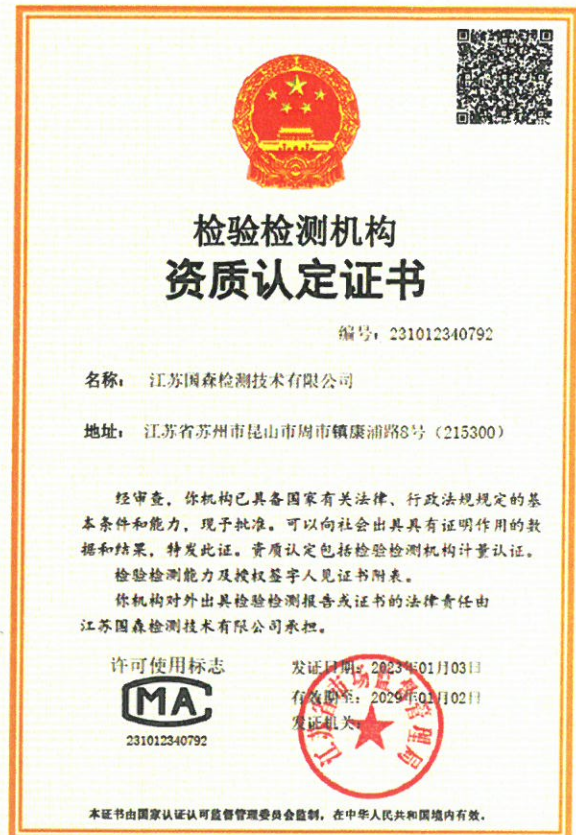 检验检测机构
资质认定证书
编号：231012340792
名称： 江苏国森检测技术有限公司
地址： 江苏省苏州市昆山市周市镇康浦路8号（215300）
经审查，你机构已具备国家有关法律、行政法规规定的基
本条件和能力，现予批准。可以向社会出具具有证明作用的数
据和结果，特发此证。资质认定包括检验检测机构计量认证。
检验检测能力及授权签字人见证书附表。
你机构对外出具检验检测报告或证书的法律责任由
江苏国森检测技术有限公司承担。
许可使用标志
MA
231012340792
发证日期：2023年01月03日
有效期至：2029年01月02日
发证机关：
江苏省市场监督管理局
本证书由国家认证认可监督管理委员会监制，在中华人民共和国境内有效。